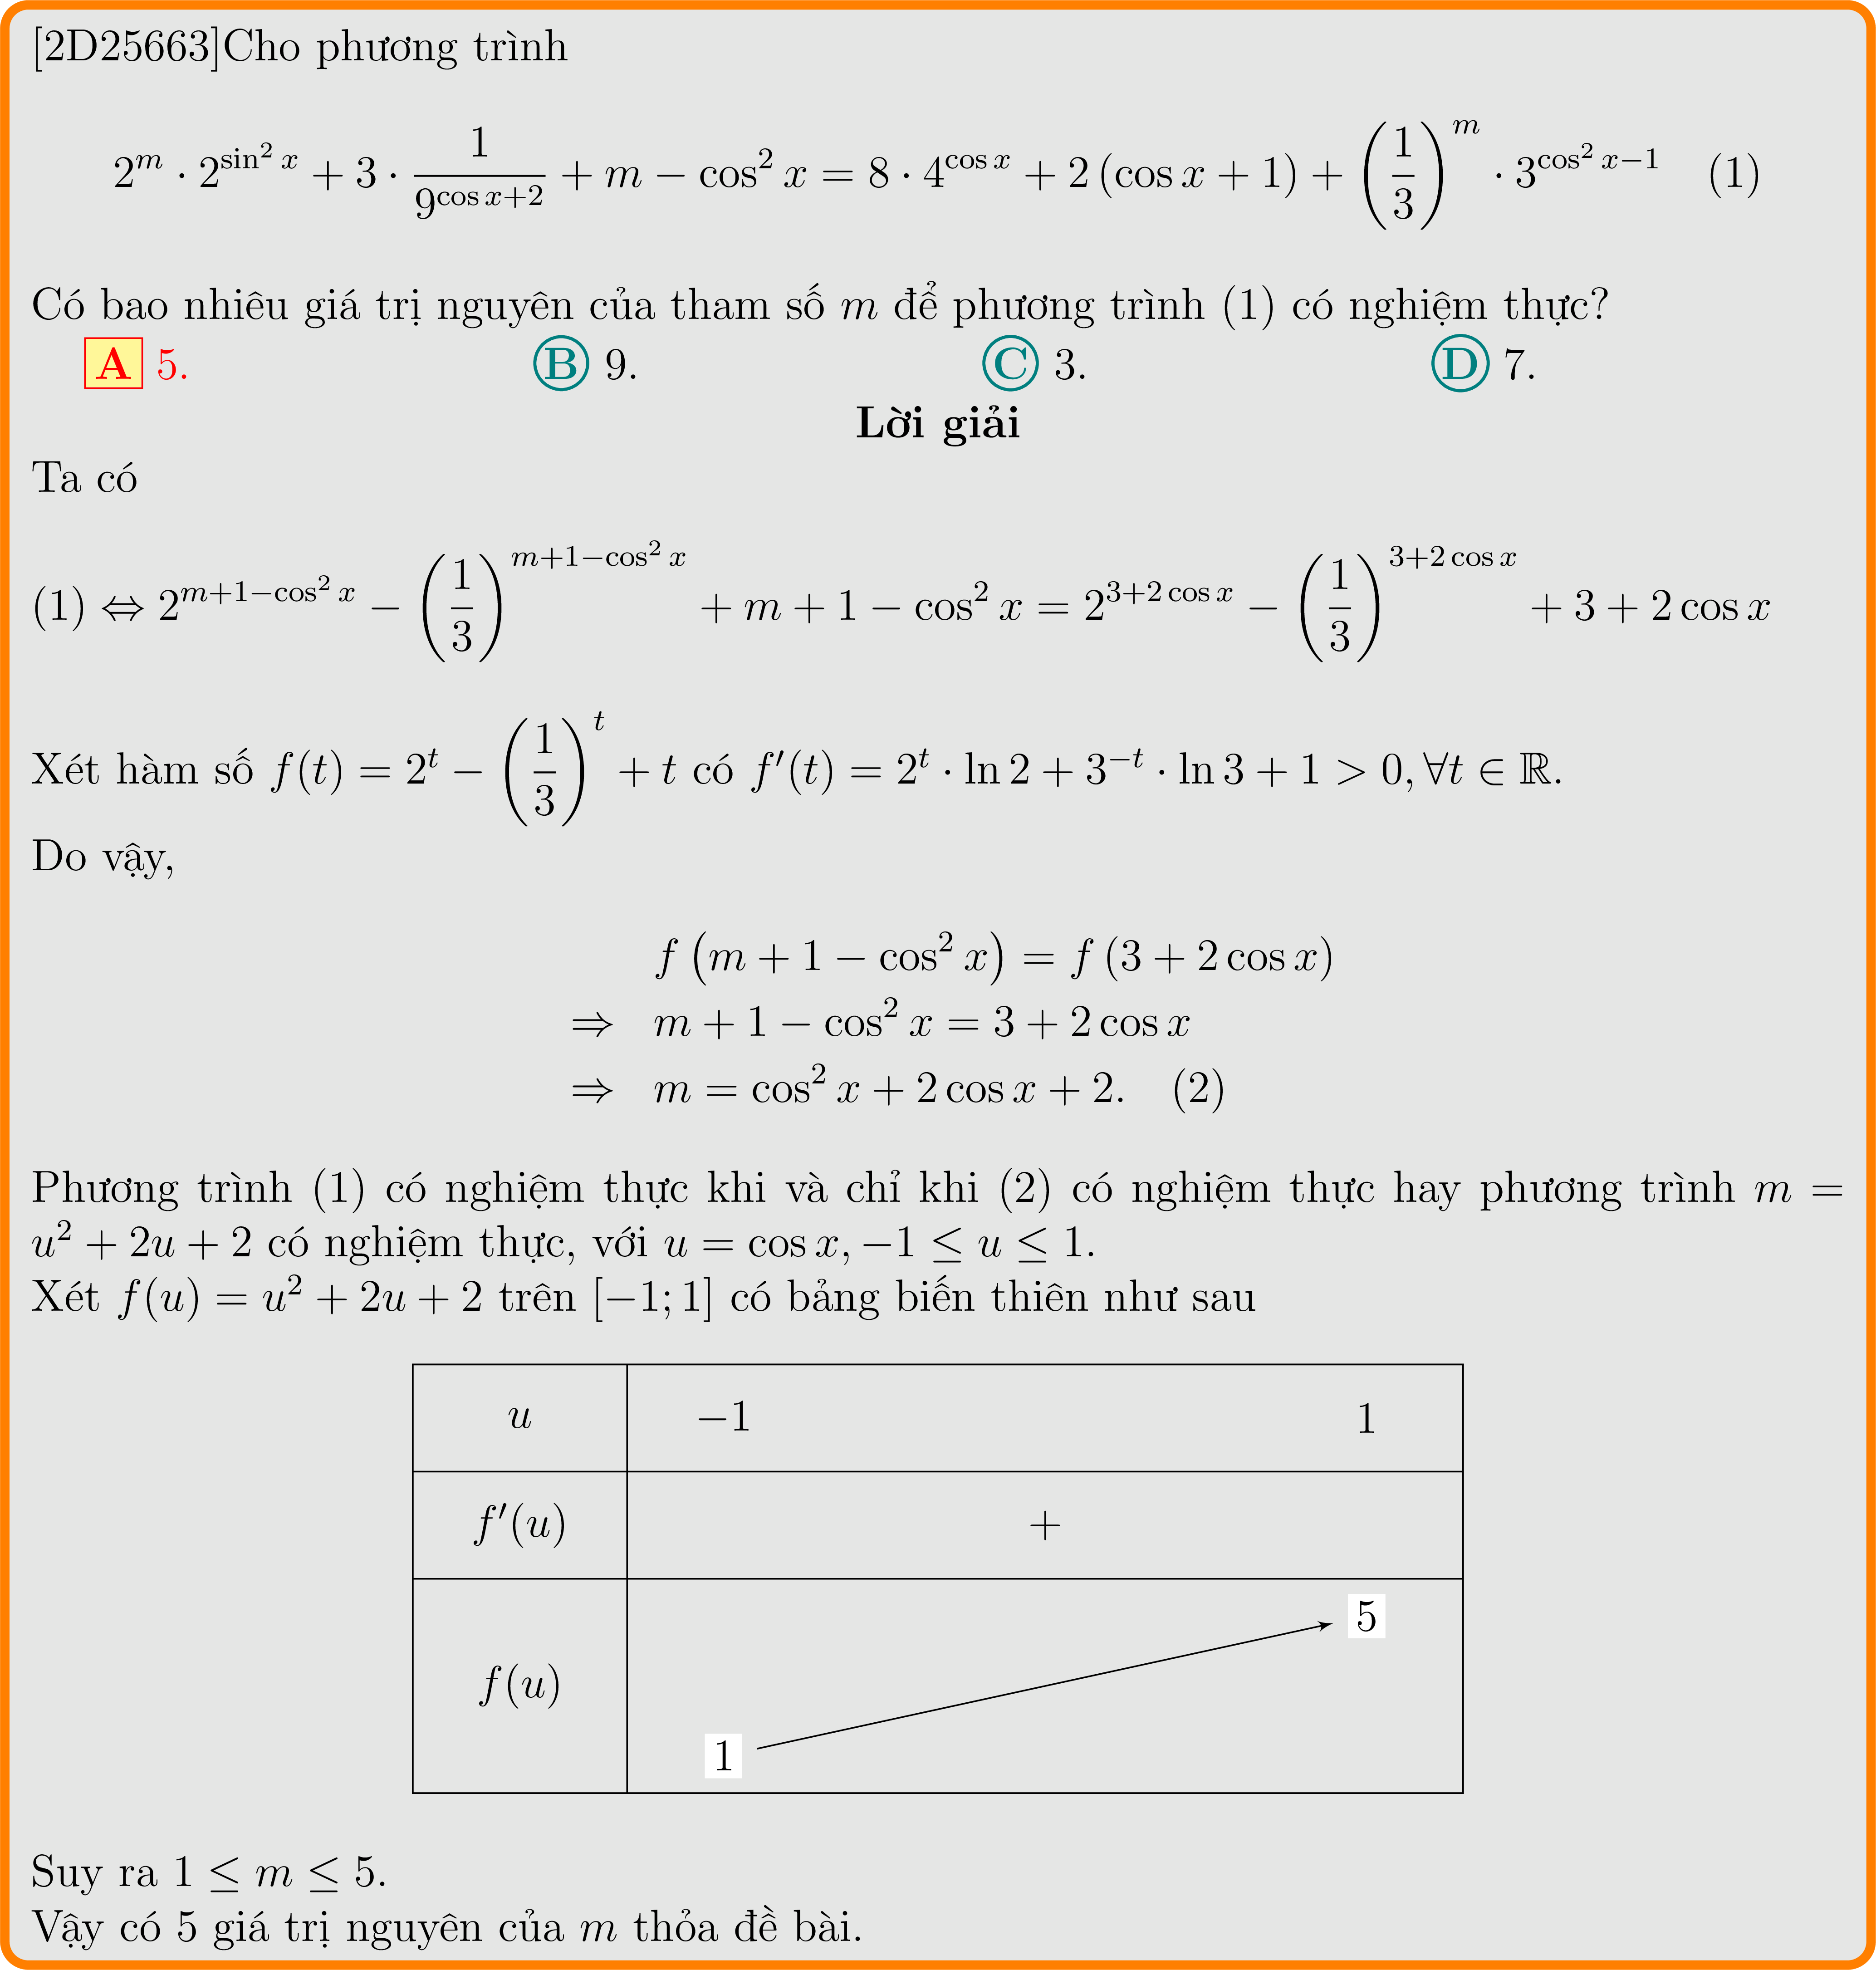 [2D25663]Cho phương trình
$2^m \cdot 2^{\sin^2 x} + 3 \cdot \frac{1}{9^{\cos x+2}} + m - \cos^2 x = 8 \cdot 4^{\cos x} + 2(\cos x + 1) + \left(\frac{1}{3}\right)^m \cdot 3^{\cos^2 x-1} \quad (1)$
Có bao nhiêu giá trị nguyên của tham số $m$ để phương trình (1) có nghiệm thực?
A 5. B 9. C 3. D 7.
Lời giải
Ta có
$(1) \Leftrightarrow 2^{m+1-\cos^2 x} - \left(\frac{1}{3}\right)^{m+1-\cos^2 x} + m + 1 - \cos^2 x = 2^{3+2\cos x} - \left(\frac{1}{3}\right)^{3+2\cos x} + 3 + 2\cos x$
Xét hàm số $f(t) = 2^t - \left(\frac{1}{3}\right)^t + t$ có $f'(t) = 2^t \cdot \ln 2 + 3^{-t} \cdot \ln 3 + 1 > 0, \forall t \in \mathbb{R}$.
Do vậy,
$f\left(m + 1 - \cos^2 x\right) = f(3 + 2\cos x)$
$\Rightarrow m + 1 - \cos^2 x = 3 + 2\cos x$
$\Rightarrow m = \cos^2 x + 2\cos x + 2. \quad (2)$
Phương trình (1) có nghiệm thực khi và chỉ khi (2) có nghiệm thực hay phương trình $m =$
$u^2 + 2u + 2$ có nghiệm thực, với $u = \cos x, -1 \leq u \leq 1$.
Xét $f(u) = u^2 + 2u + 2$ trên $[-1; 1]$ có bảng biến thiên như sau
$u$ $-1$ $1$
$f'(u)$ $+$
5
$f(u)$
1
Suy ra $1 \leq m \leq 5$.
Vậy có 5 giá trị nguyên của $m$ thỏa đề bài.